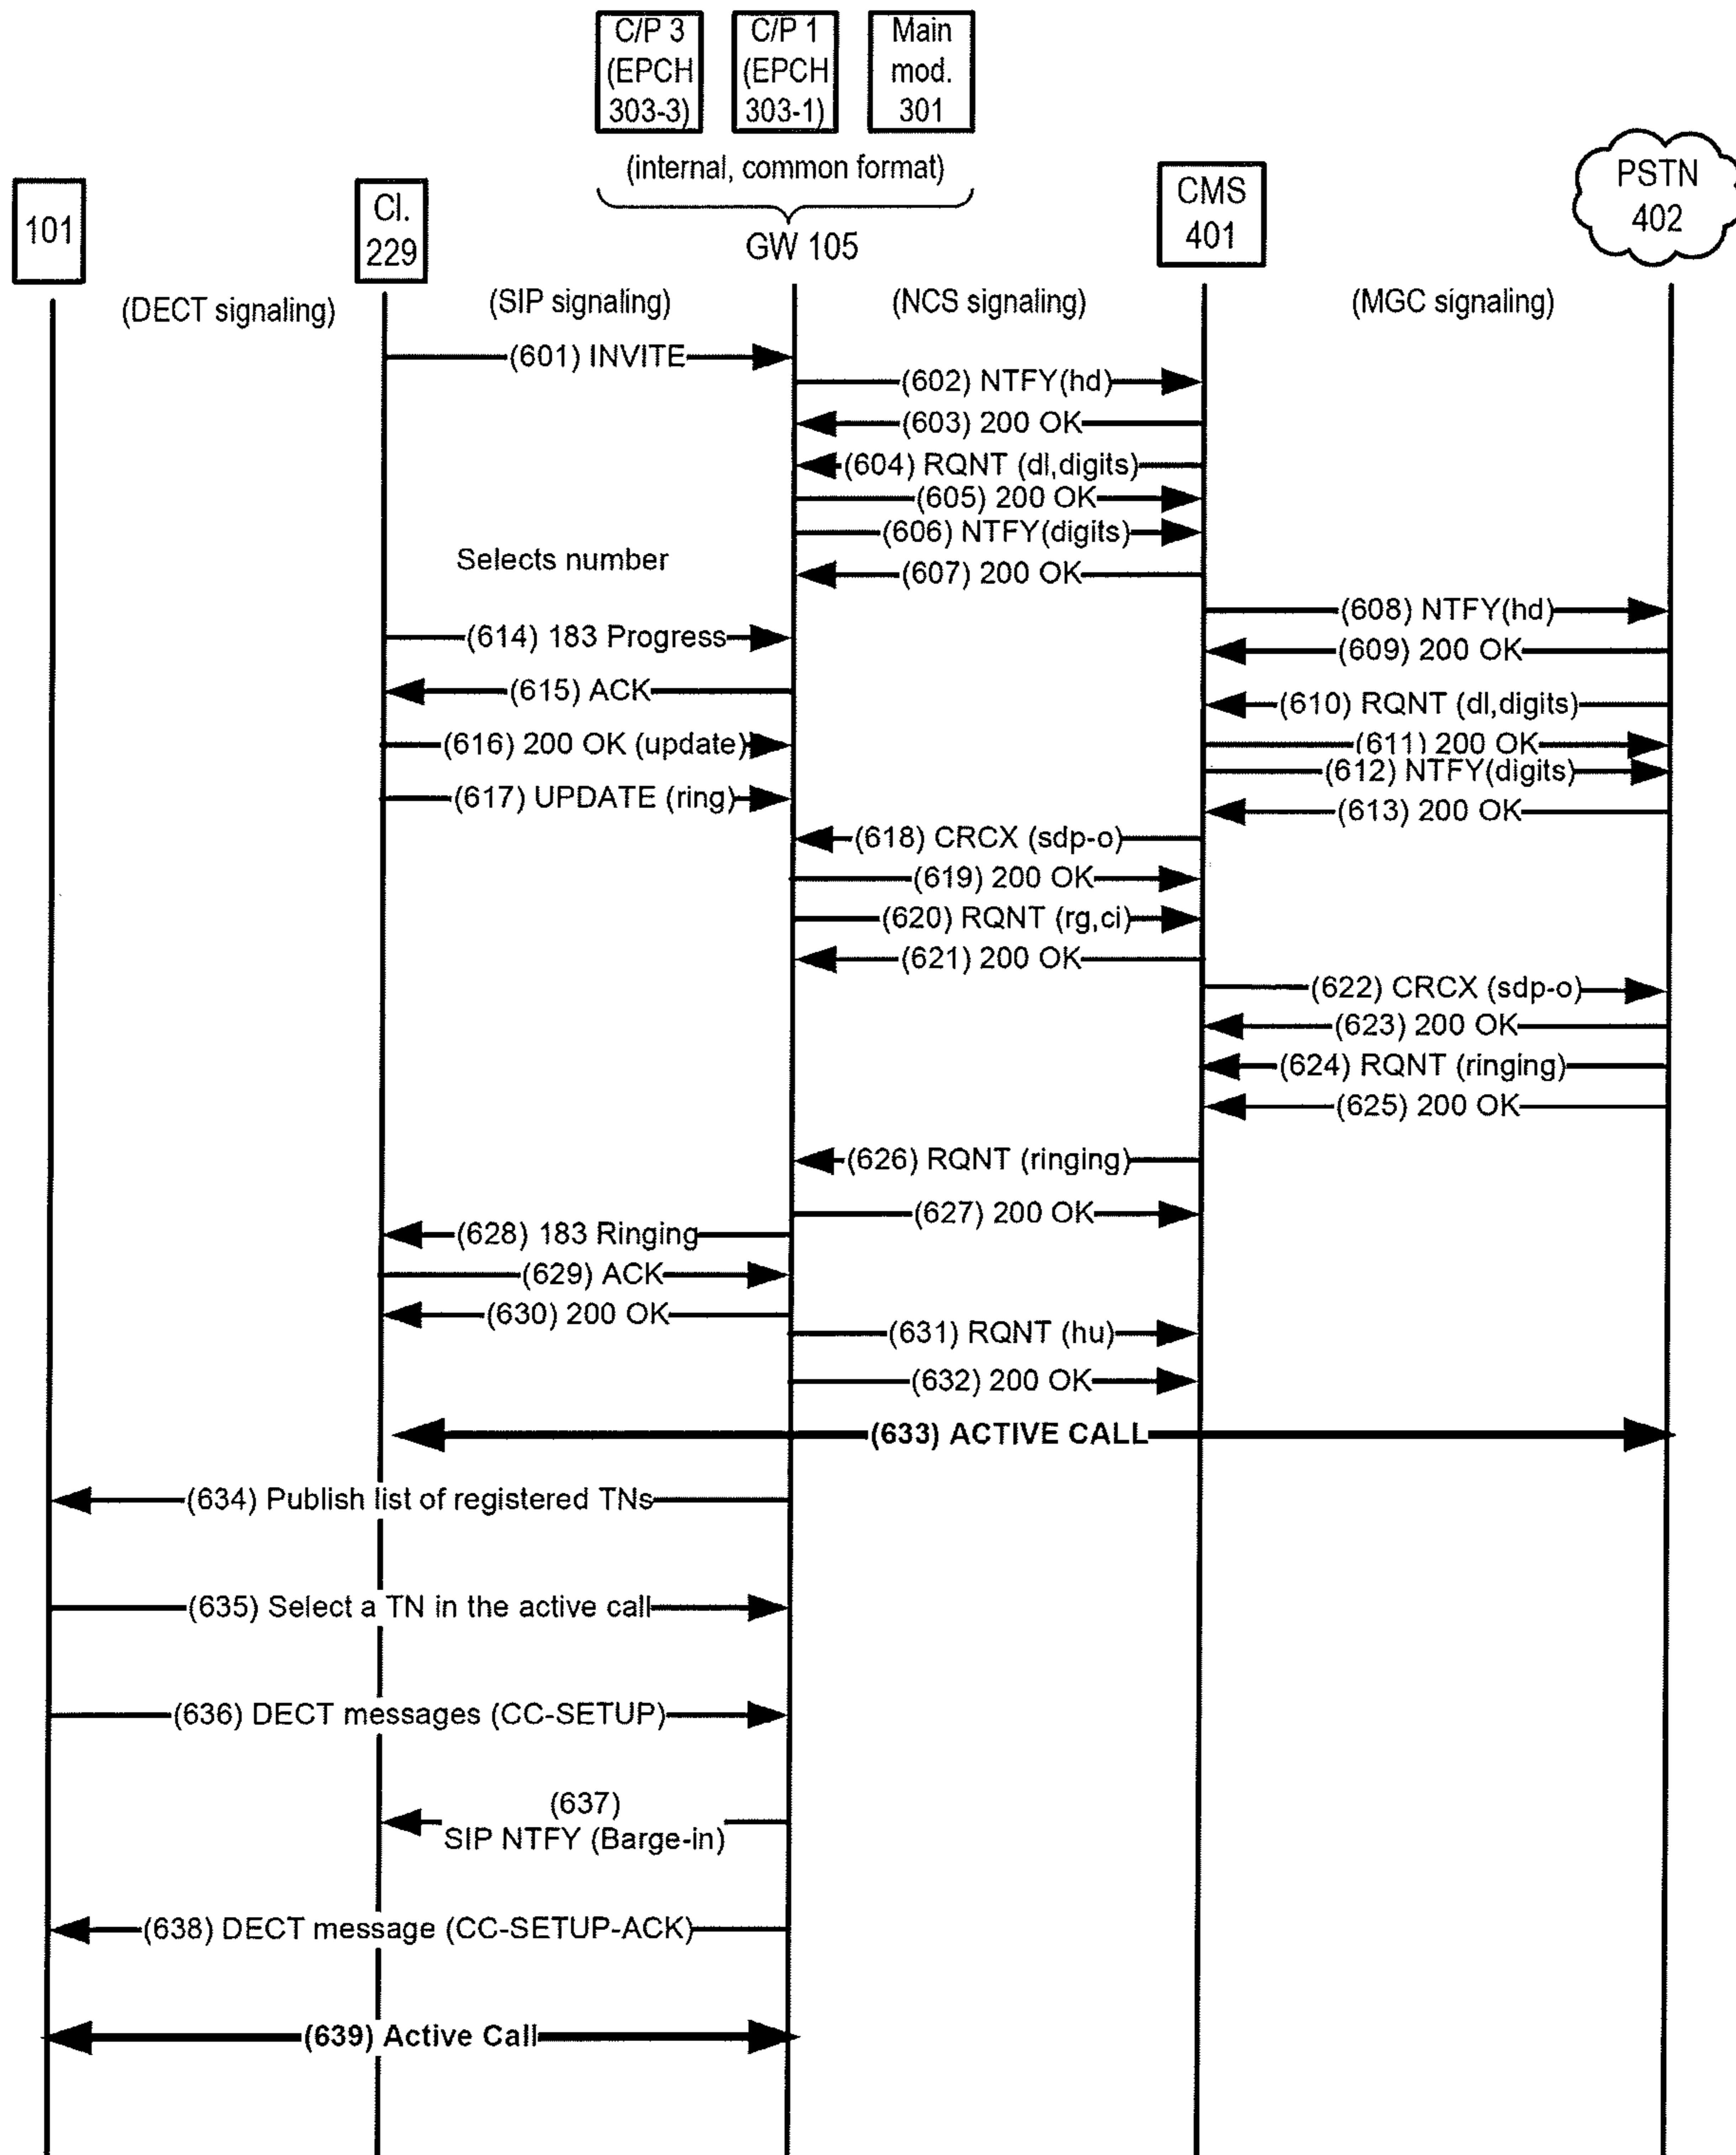 C/P 3
(EPCH
303-3)
C/P 1
(EPCH
303-1)
Main
mod.
301
(internal, common format)
GW 105
101
Cl.
229
CMS
401
PSTN
402
(DECT signaling)
(SIP signaling)
(NCS signaling)
(MGC signaling)
(601) INVITE
(602) NTFY(hd)
(603) 200 OK
(604) RQNT (dl,digits)
(605) 200 OK
(606) NTFY(digits)
Selects number
(607) 200 OK
(608) NTFY(hd)
(614) 183 Progress
(609) 200 OK
(615) ACK
(610) RQNT (dl,digits)
(616) 200 OK (update)
(611) 200 OK
(612) NTFY(digits)
(617) UPDATE (ring)
(613) 200 OK
(618) CRCX (sdp-o)
(619) 200 OK
(620) RQNT (rg,ci)
(621) 200 OK
(622) CRCX (sdp-o)
(623) 200 OK
(624) RQNT (ringing)
(625) 200 OK
(626) RQNT (ringing)
(627) 200 OK
(628) 183 Ringing
(629) ACK
(630) 200 OK
(631) RQNT (hu)
(632) 200 OK
(633) ACTIVE CALL
(634) Publish list of registered TNs
(635) Select a TN in the active call
(636) DECT messages (CC-SETUP)
(637)
SIP NTFY (Barge-in)
(638) DECT message (CC-SETUP-ACK)
(639) Active Call